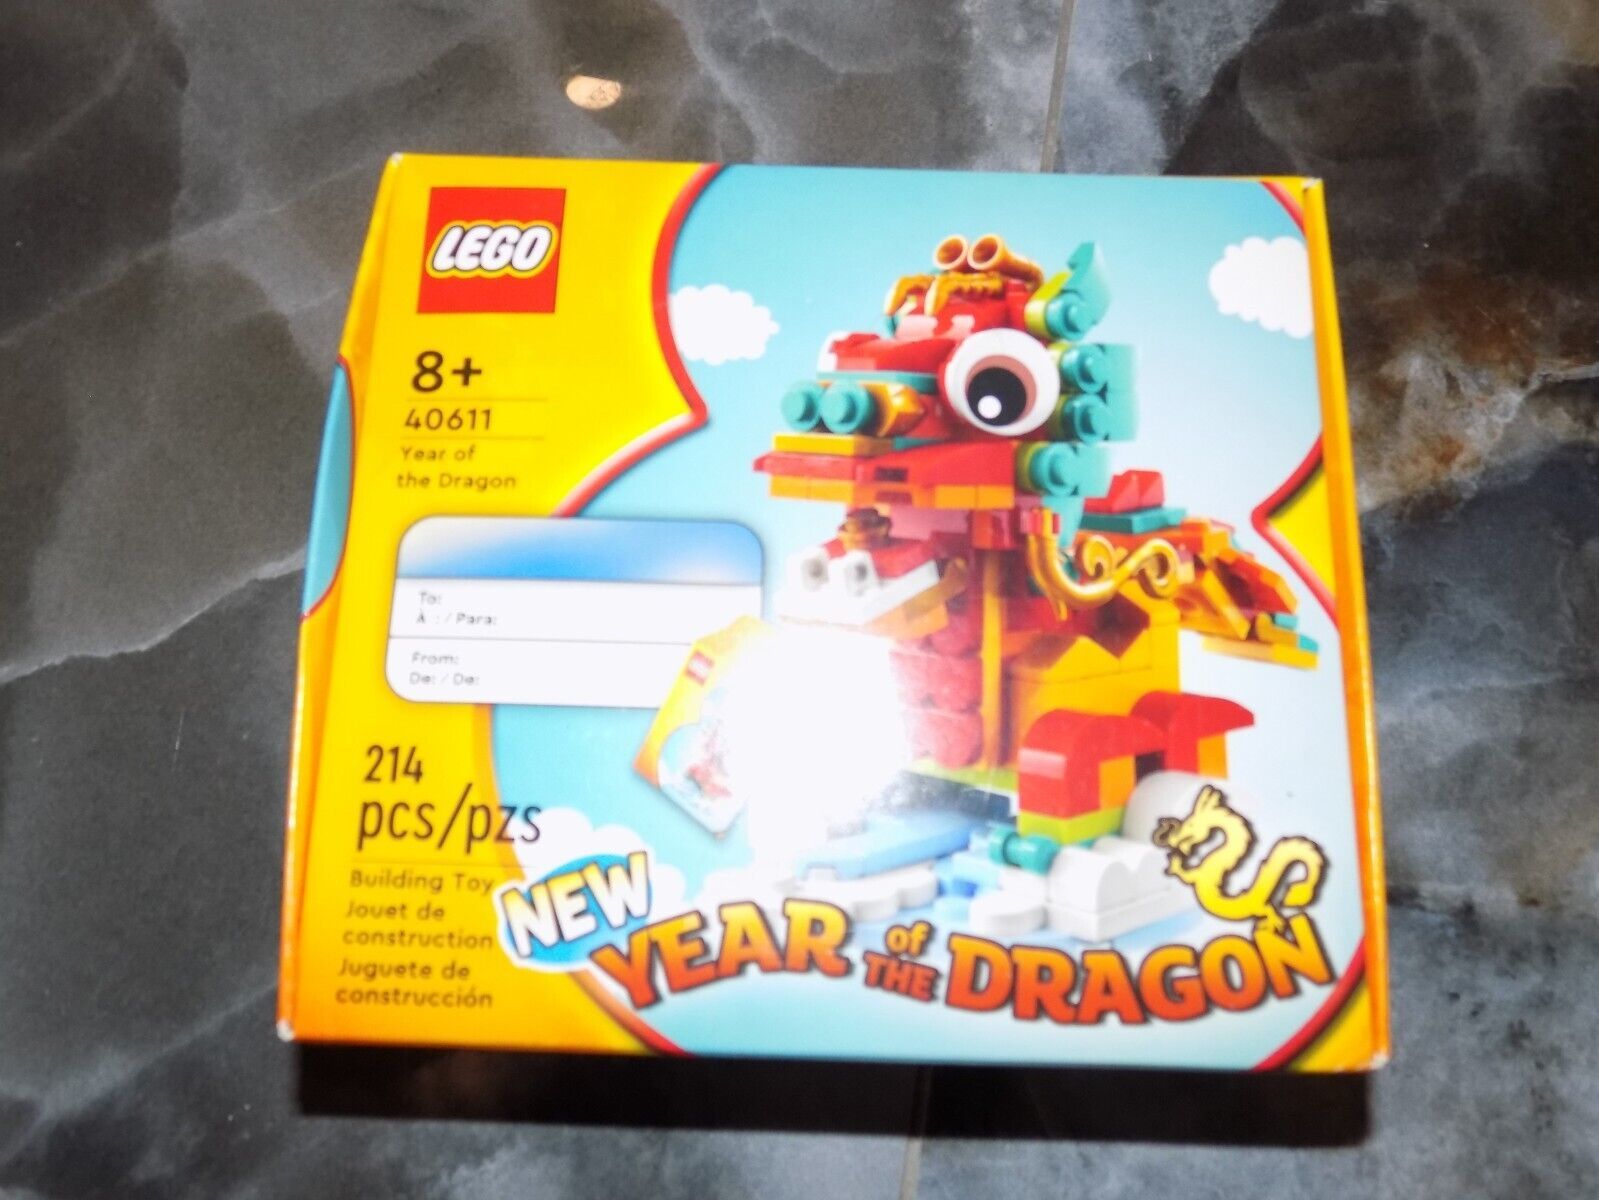 LEGO
8+
40611
Year of
the Dragon
To:
À : / Para:
From:
De: / De:
214
pcs/pzs
Building Toy
Jouet de
construction
Juguete de
construcción
NEW
YEAR of THE DRAGON